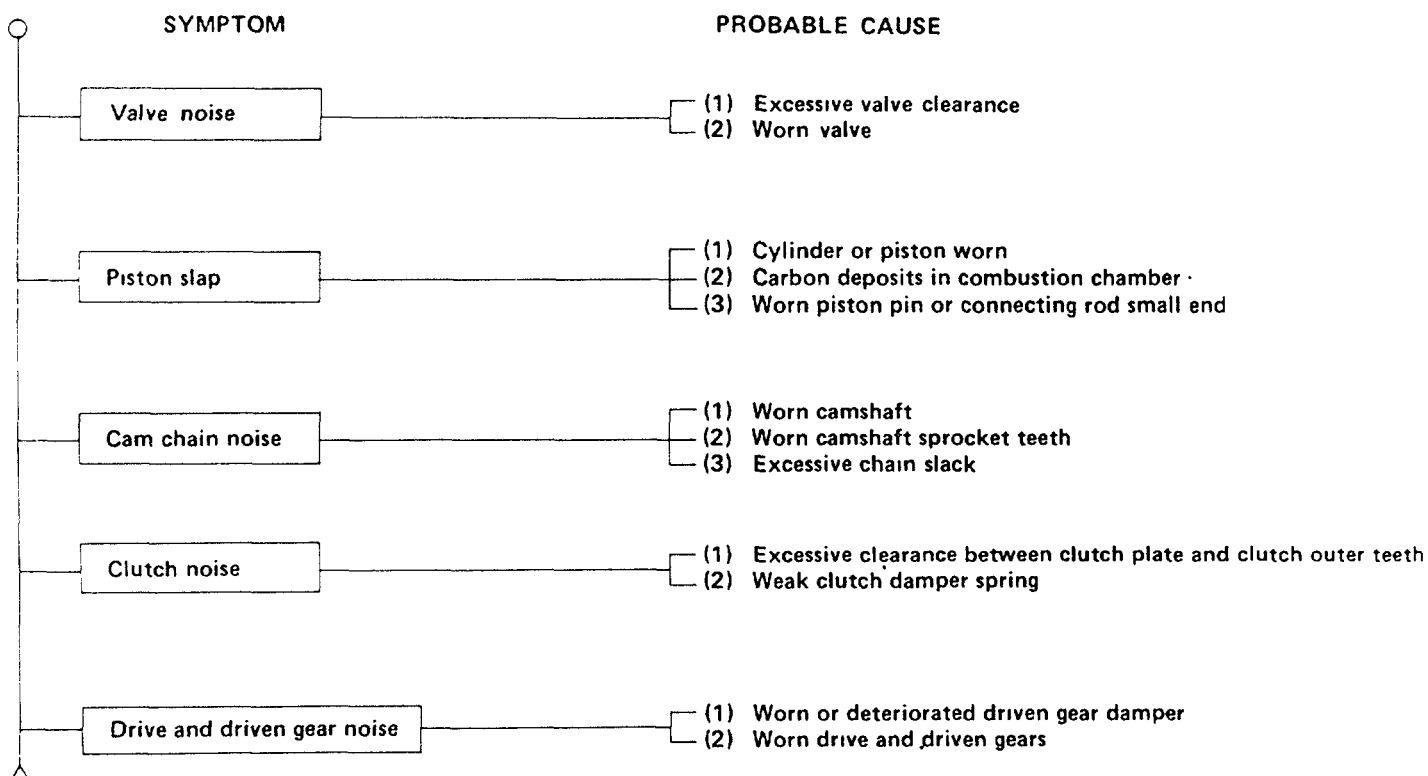 SYMPTOM PROBABLE CAUSE
Valve noise
(1) Excessive valve clearance
(2) Worn valve
Piston slap
(1) Cylinder or piston worn
(2) Carbon deposits in combustion chamber
(3) Worn piston pin or connecting rod small end
Cam chain noise
(1) Worn camshaft
(2) Worn camshaft sprocket teeth
(3) Excessive chain slack
Clutch noise
(1) Excessive clearance between clutch plate and clutch outer teeth
(2) Weak clutch damper spring
Drive and driven gear noise
(1) Worn or deteriorated driven gear damper
(2) Worn drive and driven gears